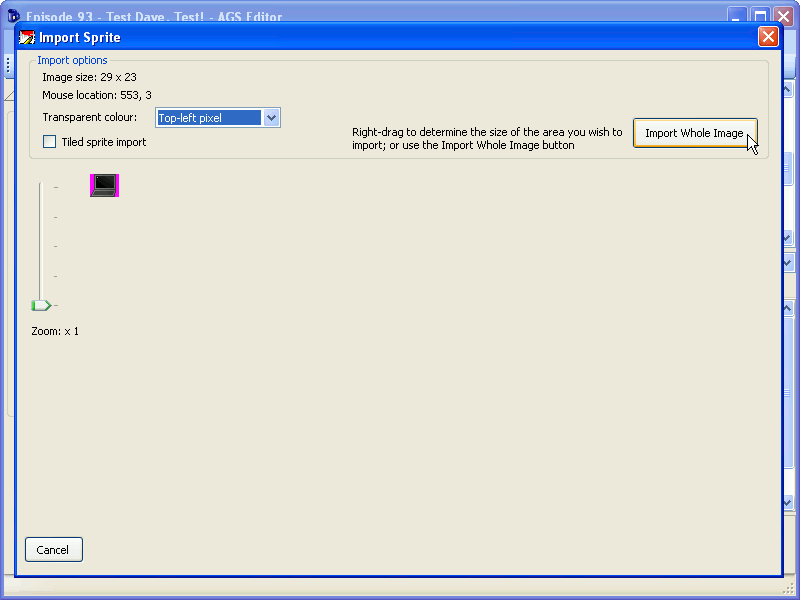 Episode 93 - Test Dave, Test! - AGS Editor
Import Sprite
Import options
Image size: 29 x 23
Mouse location: 553, 3
Transparent colour:
Top-left pixel
Tiled sprite import
Right-drag to determine the size of the area you wish to
import; or use the Import Whole Image button
Import Whole Image
Zoom: x 1
Cancel